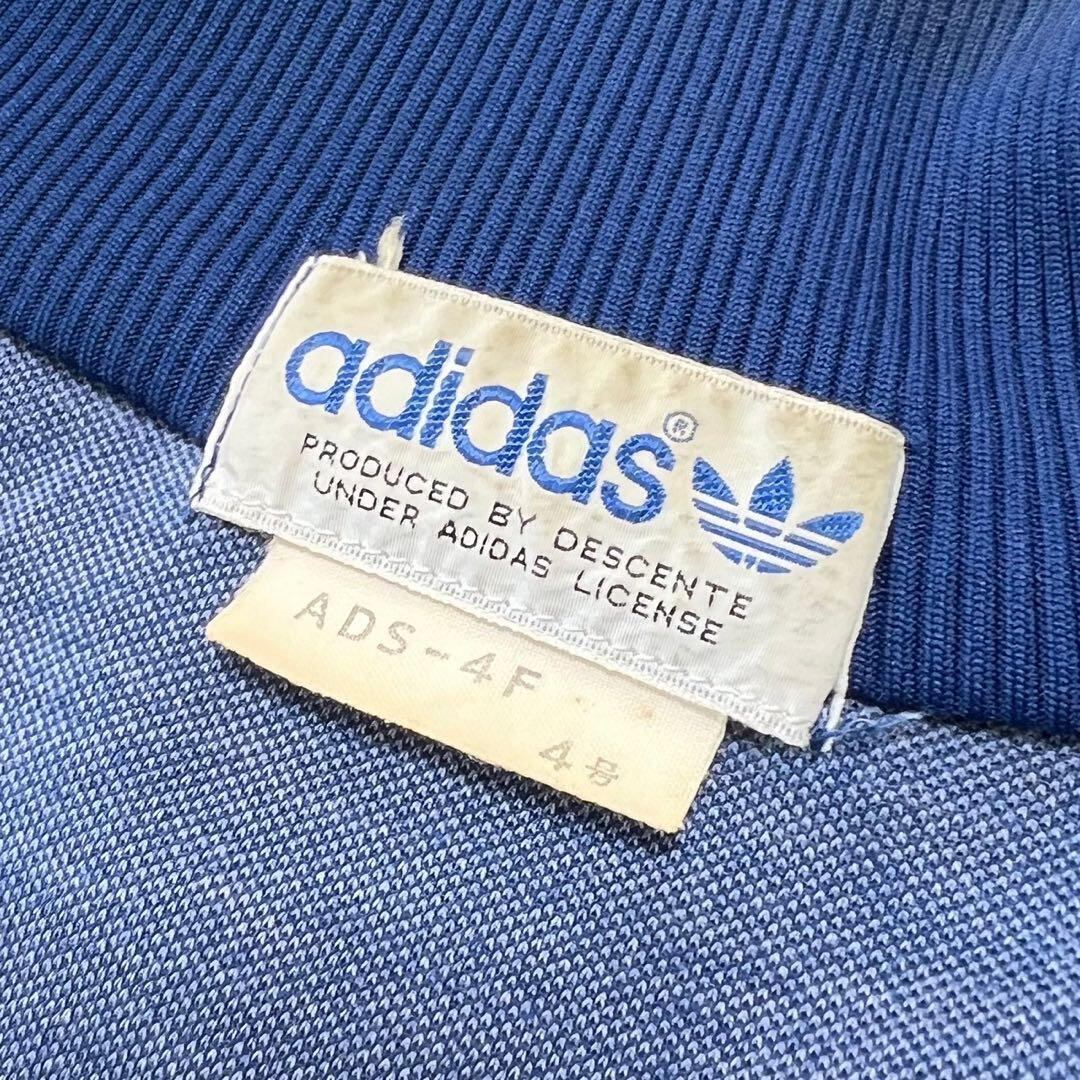 adidas®
PRODUCED BY DESCENTE
UNDER ADIDAS LICENSE
ADS-4F
4号